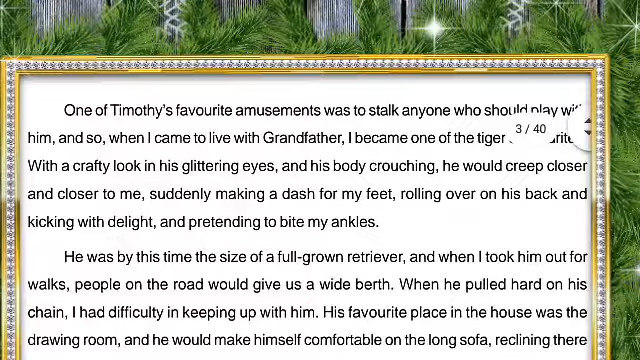 One of Timothy's favourite amusements was to stalk anyone who should play with
him, and so, when I came to live with Grandfather, I became one of the tiger
3 / 40
With a crafty look in his glittering eyes, and his body crouching, he would creep closer
and closer to me, suddenly making a dash for my feet, rolling over on his back and
kicking with delight, and pretending to bite my ankles.
He was by this time the size of a full-grown retriever, and when I took him out for
walks, people on the road would give us a wide berth. When he pulled hard on his
chain, I had difficulty in keeping up with him. His favourite place in the house was the
drawing room, and he would make himself comfortable on the long sofa, reclining there